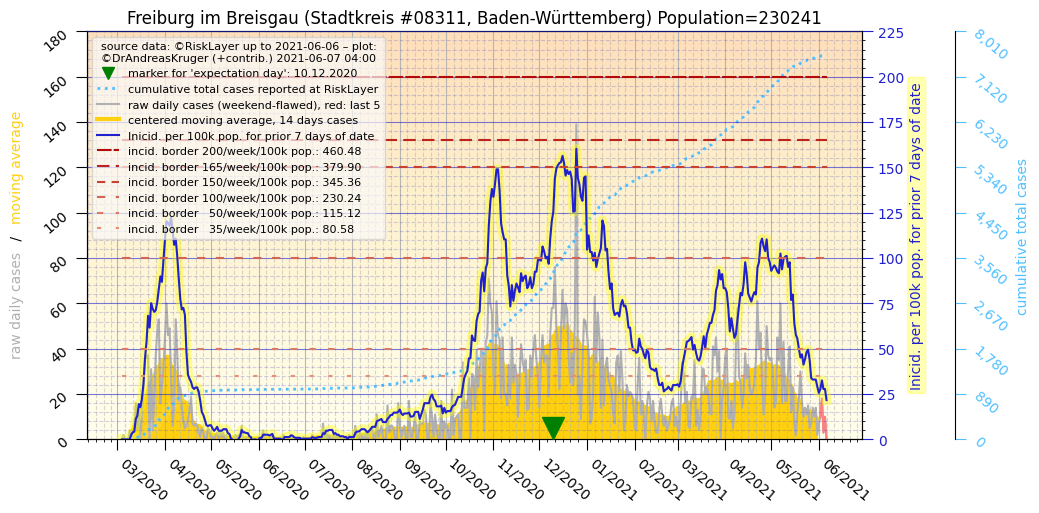 Freiburg im Breisgau (Stadtkreis #08311, Baden-Württemberg) Population=230241
source data: ©RiskLayer up to 2021-06-06 – plot:
©DrAndreasKruger (+contrib.) 2021-06-07 04:00
marker for 'expectation day': 10.12.2020
cumulative total cases reported at RiskLayer
raw daily cases (weekend-flawed), red: last 5
centered moving average, 14 days cases
Inicid. per 100k pop. for prior 7 days of date
incid. border 200/week/100k pop.: 460.48
incid. border 165/week/100k pop.: 379.90
incid. border 150/week/100k pop.: 345.36
incid. border 100/week/100k pop.: 230.24
incid. border 50/week/100k pop.: 115.12
incid. border 35/week/100k pop.: 80.58
raw daily cases / moving average
180
160
140
120
100
80
60
40
20
0
03/2020
04/2020
05/2020
06/2020
07/2020
08/2020
09/2020
10/2020
11/2020
12/2020
01/2021
02/2021
03/2021
04/2021
05/2021
06/2021
225
200
175
150
125
100
75
50
25
0
Inicid. per 100k pop. for prior 7 days of date
8,010
7,120
6,230
5,340
4,450
3,560
2,670
1,780
890
0
cumulative total cases